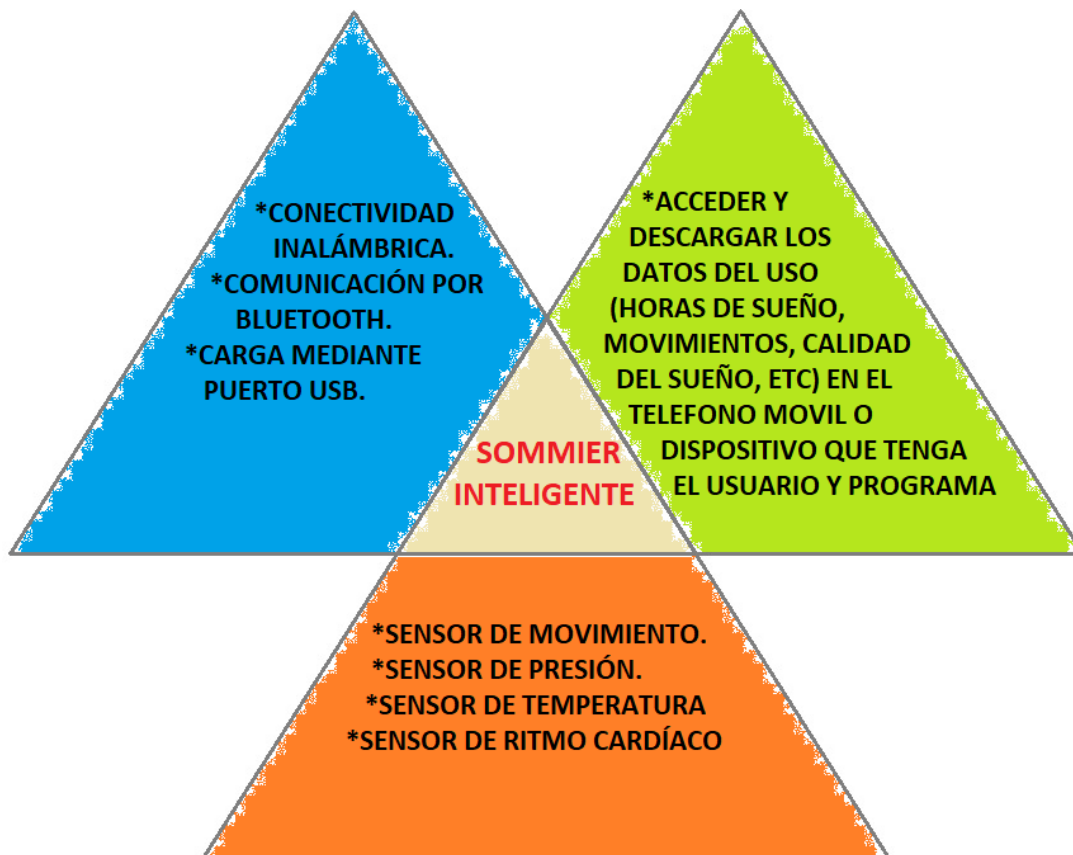 *CONECTIVIDAD
INALÁMBRICA.
*COMUNICACIÓN POR
BLUETOOTH.
*CARGA MEDIANTE
PUERTO USB.
*ACCEDER Y
DESCARGAR LOS
DATOS DEL USO
(HORAS DE SUEÑO,
MOVIMIENTOS, CALIDAD
DEL SUEÑO, ETC) EN EL
TELEFONO MOVIL O
DISPOSITIVO QUE TENGA
EL USUARIO Y PROGRAMA
SOMMIER
INTELIGENTE
*SENSOR DE MOVIMIENTO.
*SENSOR DE PRESIÓN.
*SENSOR DE TEMPERATURA
*SENSOR DE RITMO CARDÍACO